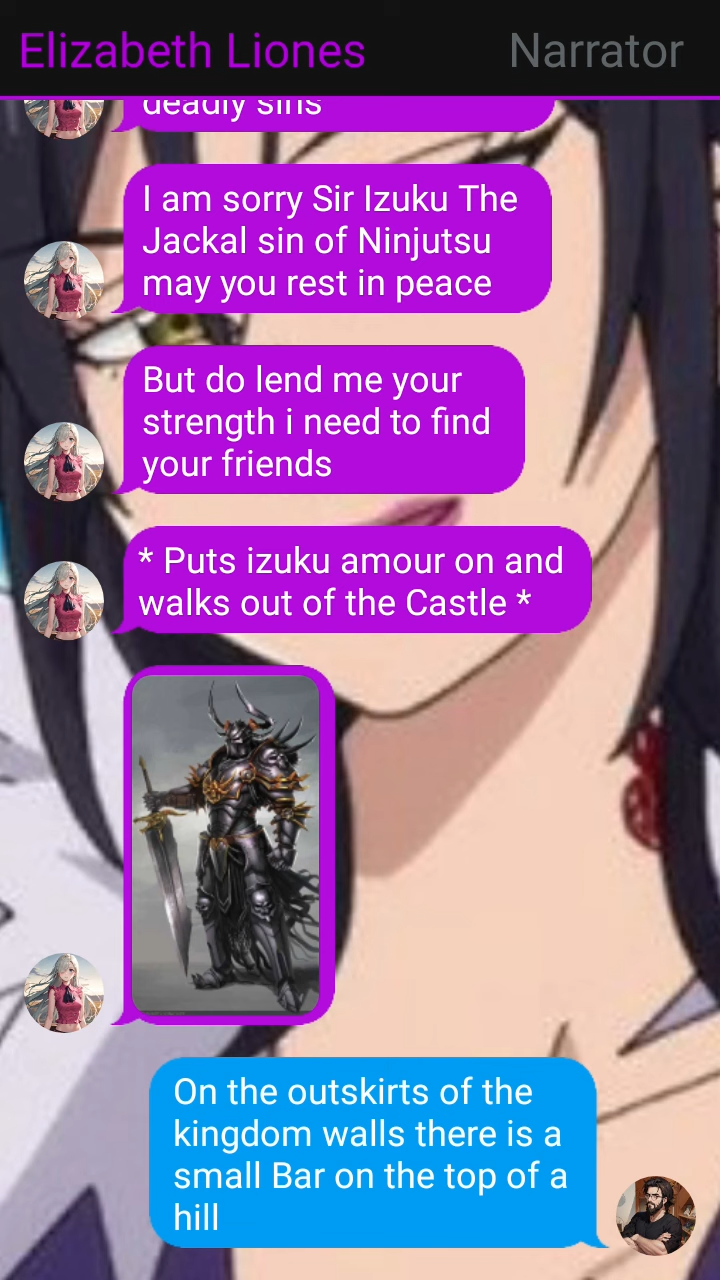 Elizabeth Liones
Narrator
deadly sins
I am sorry Sir Izuku The
Jackal sin of Ninjutsu
may you rest in peace
But do lend me your
strength i need to find
your friends
* Puts izuku amour on and
walks out of the Castle *
On the outskirts of the
kingdom walls there is a
small Bar on the top of a
hill